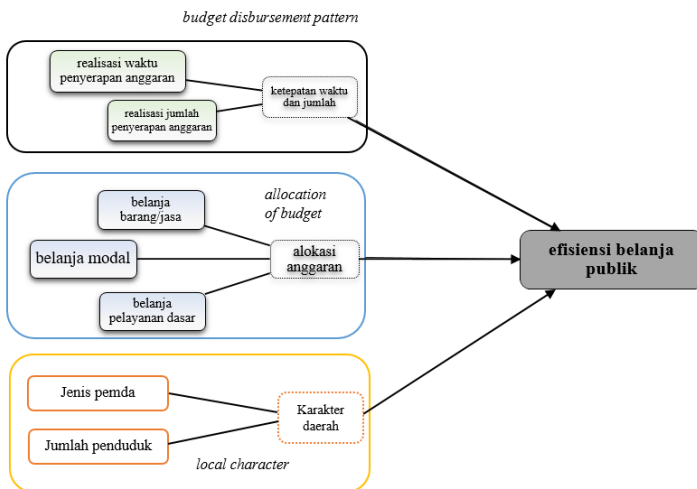 budget disbursement pattern
realisasi waktu
penyerapan anggaran
ketepatan waktu
dan jumlah
realisasi jumlah
penyerapan anggaran
allocation
of budget
belanja
barang/jasa
belanja modal
alokasi
anggaran
belanja
pelayanan dasar
efisiensi belanja
publik
Jenis pemda
Karakter
daerah
Jumlah penduduk
local character